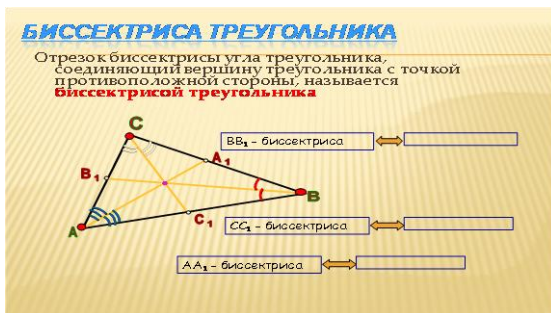 БИССЕКТРИСА ТРЕУГОЛЬНИКА
Отрезок биссектрисы угла треугольника,
соединяющий вершину треугольника с точкой
противоположной стороны, называется
биссектрисой треугольника
C
BB₁ – биссектриса
A₁
B₁
B
C₁
A
CC₁ – биссектриса
AA₁ – биссектриса